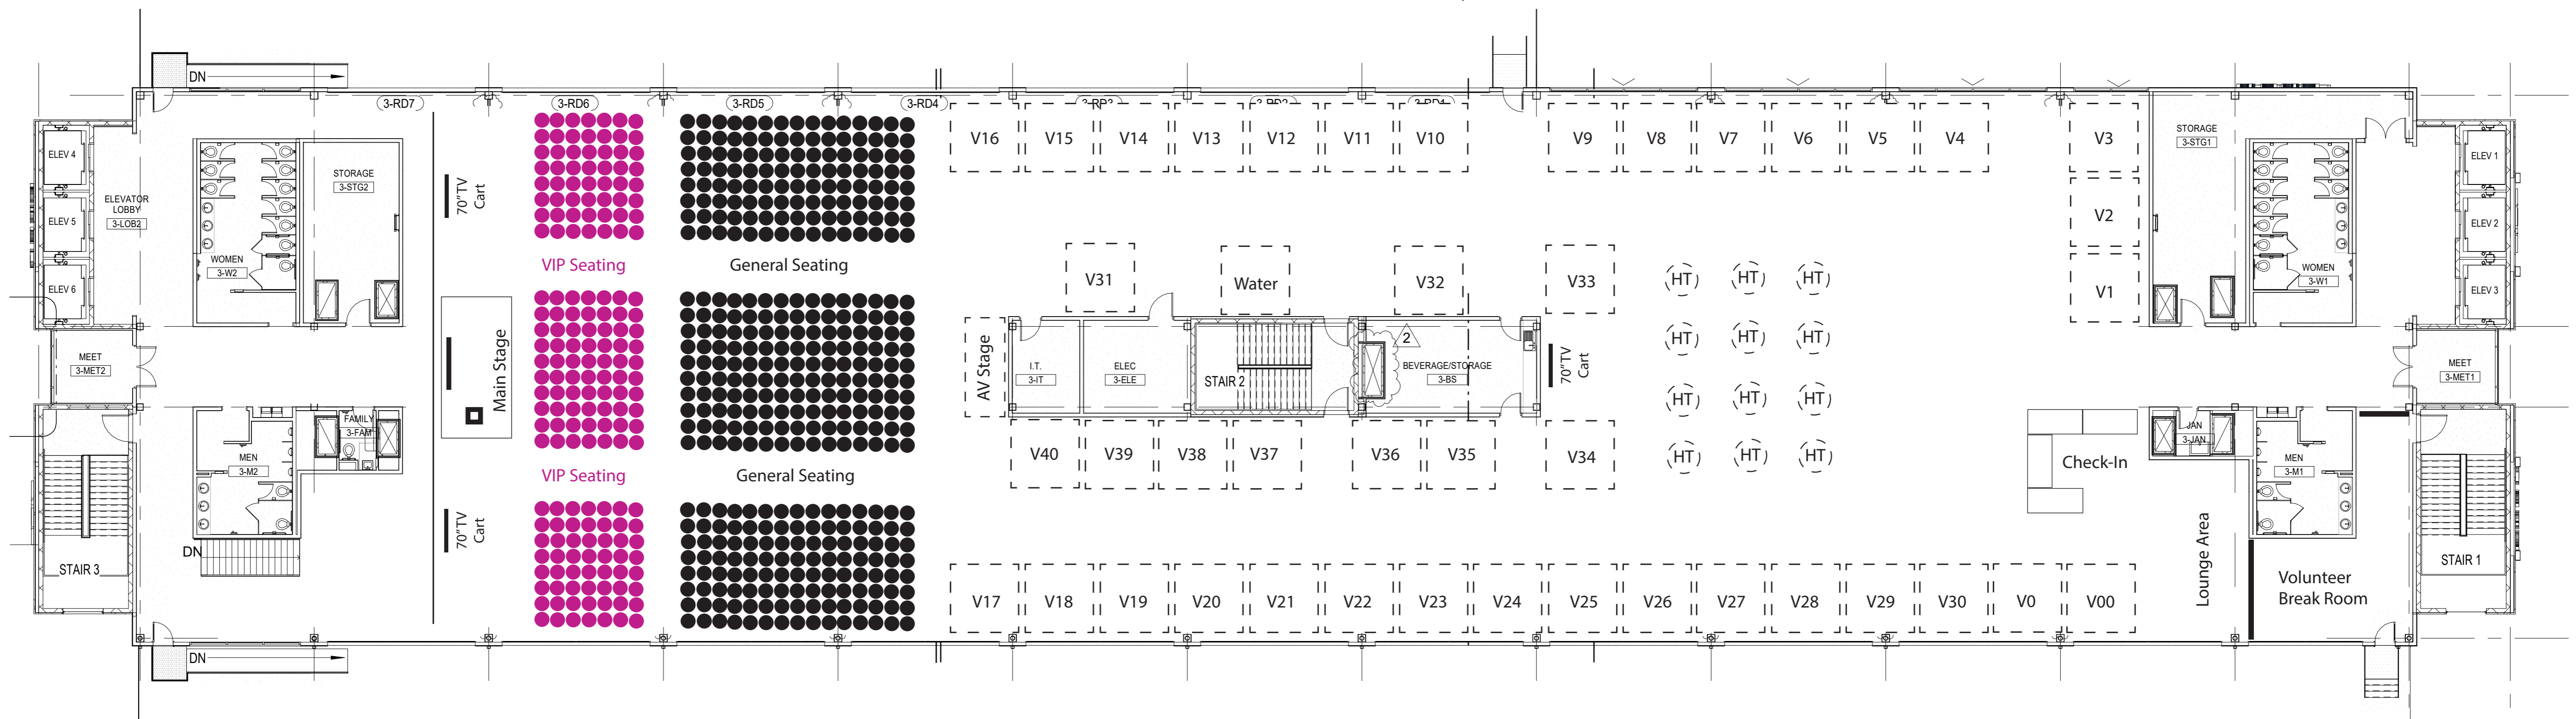 DN
3-RD7
3-RD6
3-RD5
3-RD4
V16
V15
V14
V13
V12
V11
V10
V9
V8
V7
V6
V5
V4
V3
V2
V1
STORAGE
3-STG1
ELEV 1
ELEV 2
ELEV 3
WOMEN
3-W1
ELEV 4
ELEV 5
ELEV 6
ELEVATOR
LOBBY
3-LOB2
WOMEN
3-W2
STORAGE
3-STG2
70"TV
Cart
VIP Seating
General Seating
V31
Water
V32
V33
HT
HT
HT
HT
HT
HT
HT
HT
HT
HT
HT
HT
MEET
3-MET2
Main Stage
AV Stage
I.T.
3-IT
ELEC
3-ELE
STAIR 2
2
BEVERAGE/STORAGE
3-BS
70"TV
Cart
MEET
3-MET1
FAMILY
3-FAM
MEN
3-M2
VIP Seating
General Seating
V40
V39
V38
V37
V36
V35
V34
Check-In
JAN
3-JAN
MEN
3-M1
70"TV
Cart
DN
STAIR 3
STAIR 1
Lounge Area
Volunteer
Break Room
V17
V18
V19
V20
V21
V22
V23
V24
V25
V26
V27
V28
V29
V30
V0
V00
DN